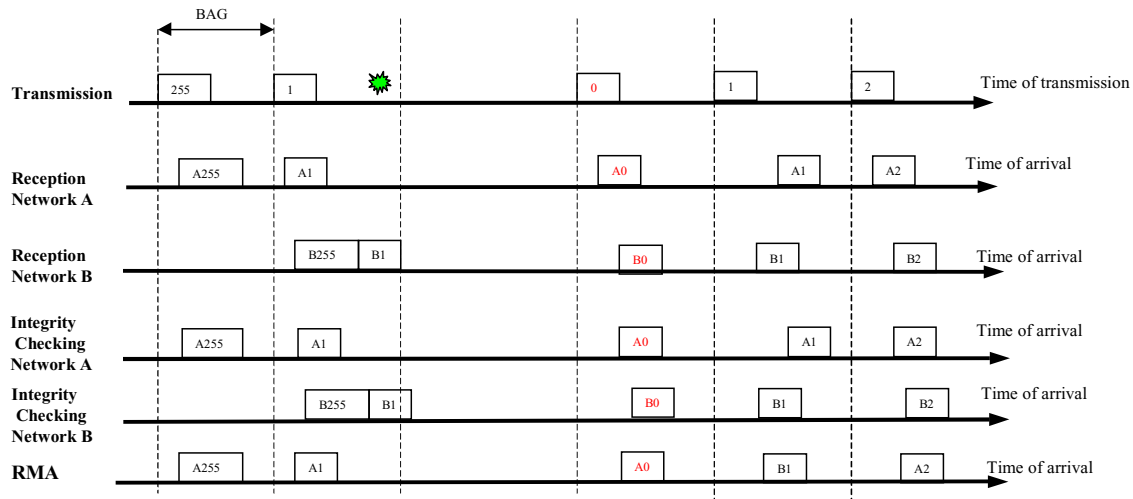 BAG
255
1
0
1
2
Time of transmission
Transmission
A255
A1
A0
A1
A2
Time of arrival
Reception
Network A
B255
B1
B0
B1
B2
Time of arrival
Reception
Network B
Integrity
Checking
Network A
A255
A1
A0
A1
A2
Time of arrival
Integrity
Checking
Network B
B255
B1
B0
B1
B2
Time of arrival
RMA
A255
A1
A0
B1
A2
Time of arrival